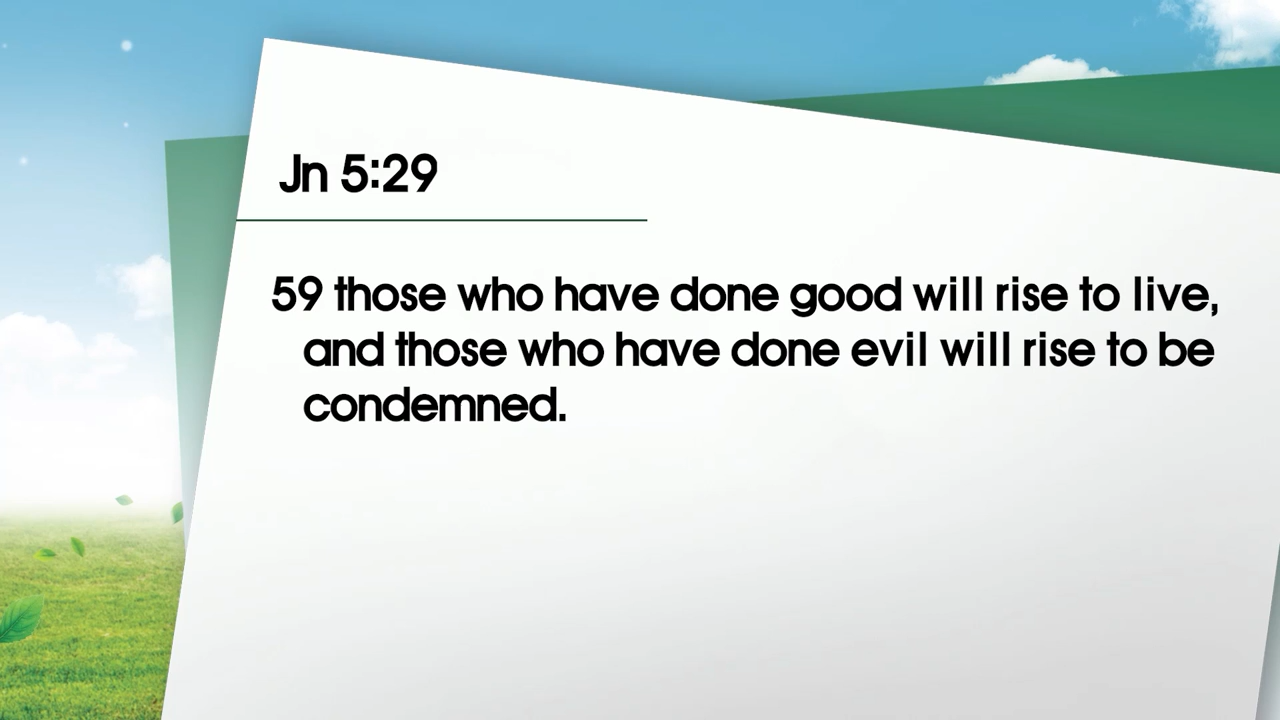 Jn 5:29
59 those who have done good will rise to live,
and those who have done evil will rise to be
condemned.